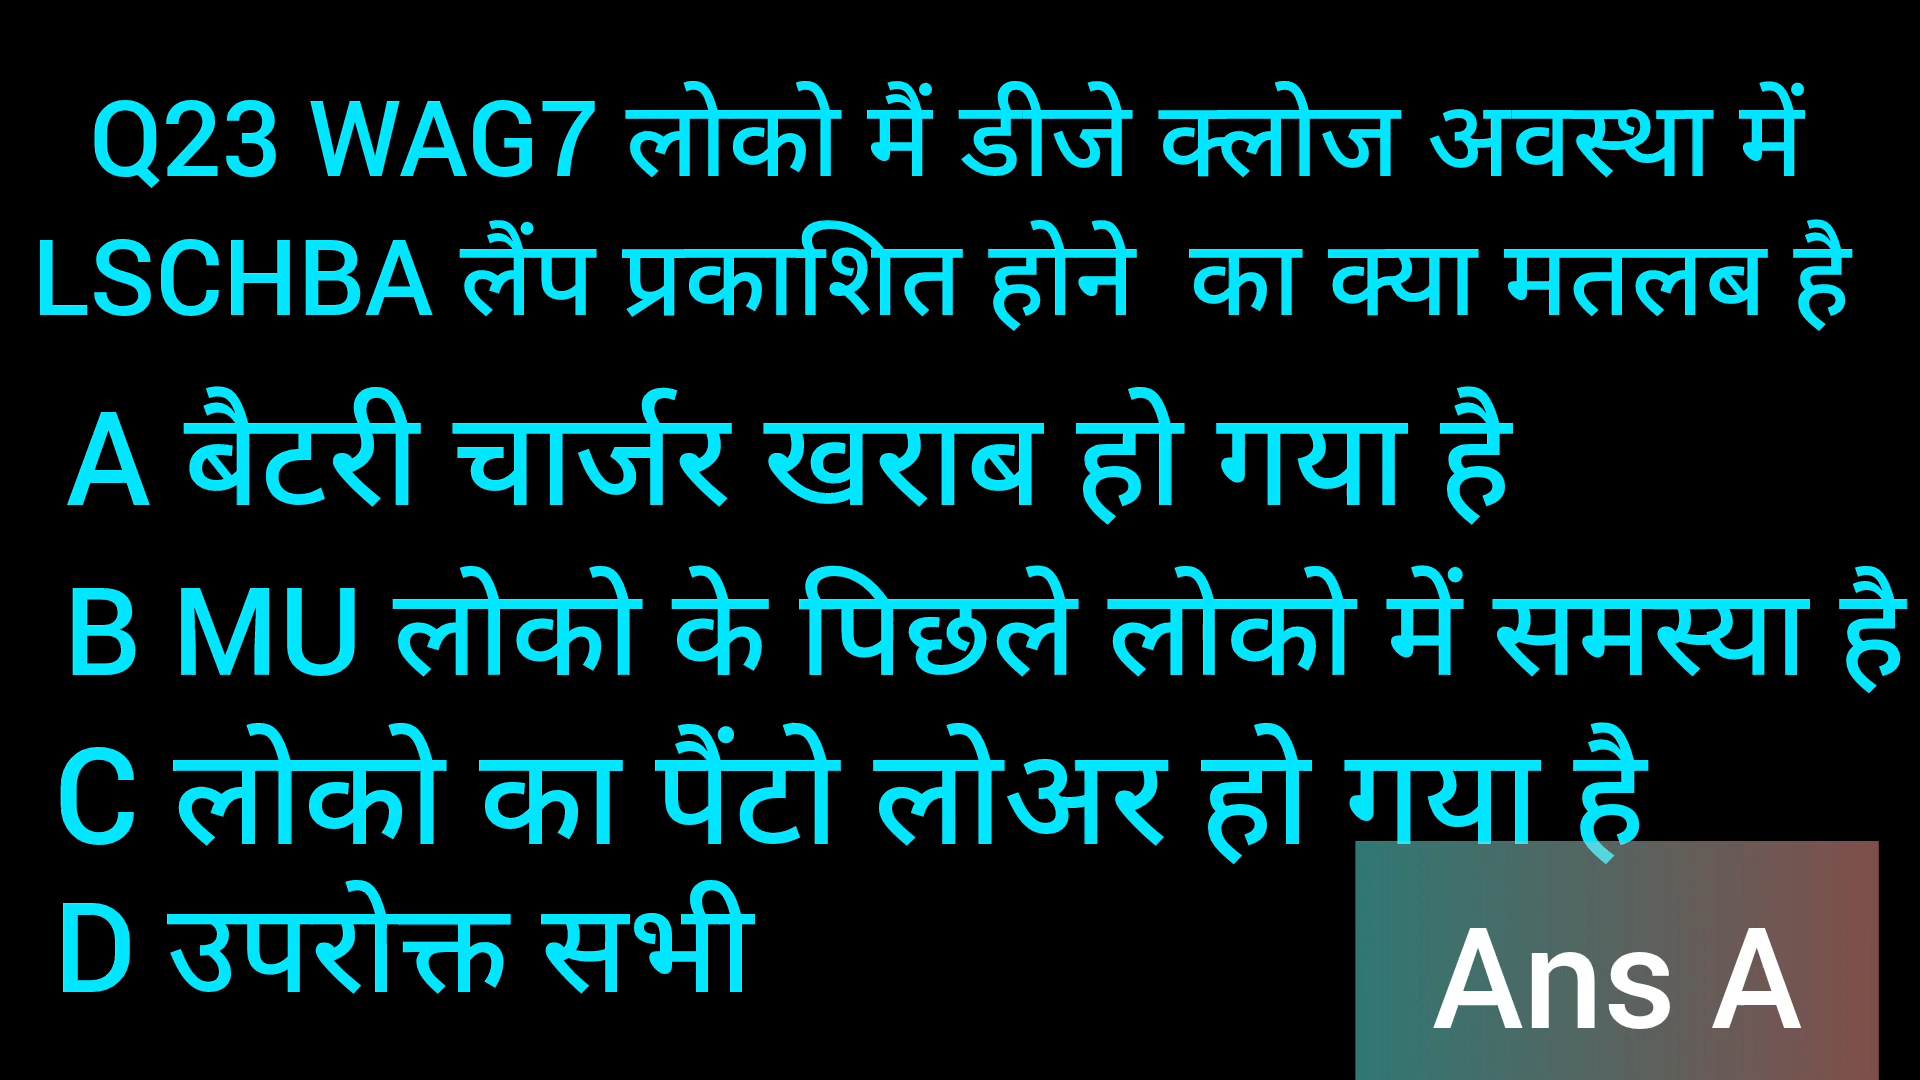 Q23 WAG7 लोको मैं डीजे क्लोज अवस्था में
LSCHBA लैंप प्रकाशित होने का क्या मतलब है
A बैटरी चार्जर खराब हो गया है
B MU लोको के पिछले लोको में समस्या है
C लोको का पैंटो लोअर हो गया है
D उपरोक्त सभी
Ans A